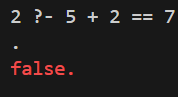 2 ?- 5 + 2 == 7
.
false.